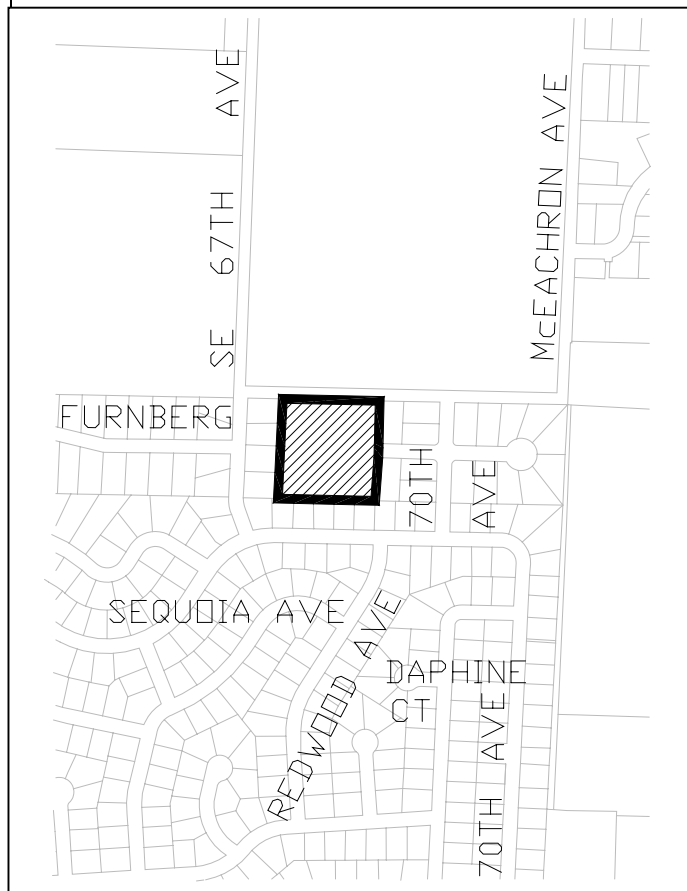 SE 67TH AVE
McEACHRON AVE
FURNBERG
70TH
AVE
SEQUOIA AVE
REDWOOD AVE
DAPHINE
CT
70TH AVE